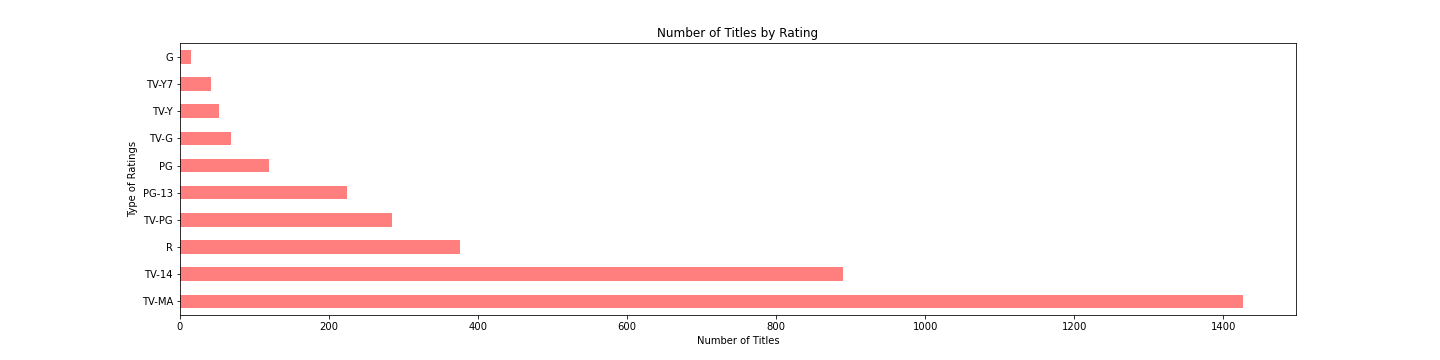 Number of Titles by Rating
Type of Ratings
G
TV-Y7
TV-Y
TV-G
PG
PG-13
TV-PG
R
TV-14
TV-MA
0 200 400 600 800 1000 1200 1400
Number of Titles